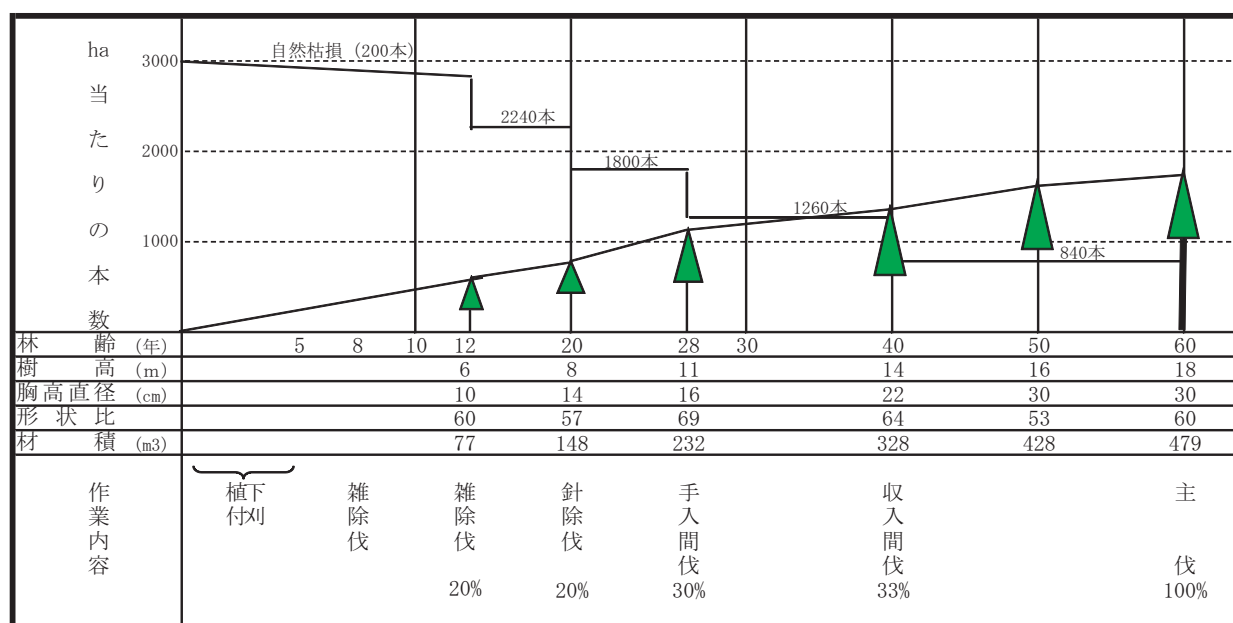 ha当たりの本数
3000
2000
1000
自然枯損（200本）
2240本
1800本
1260本
840本
林齢（年） 5 8 10 12 20 28 30 40 50 60
樹高（m） 6 8 11 14 16 18
胸高直径（cm） 10 14 16 22 30 30
形状比 60 57 69 64 53 60
材積（m3） 77 148 232 328 428 479
作業内容
植付
下刈
雑除伐
雑除伐 20%
針除伐 20%
手入間伐 30%
収入間伐 33%
主伐 100%